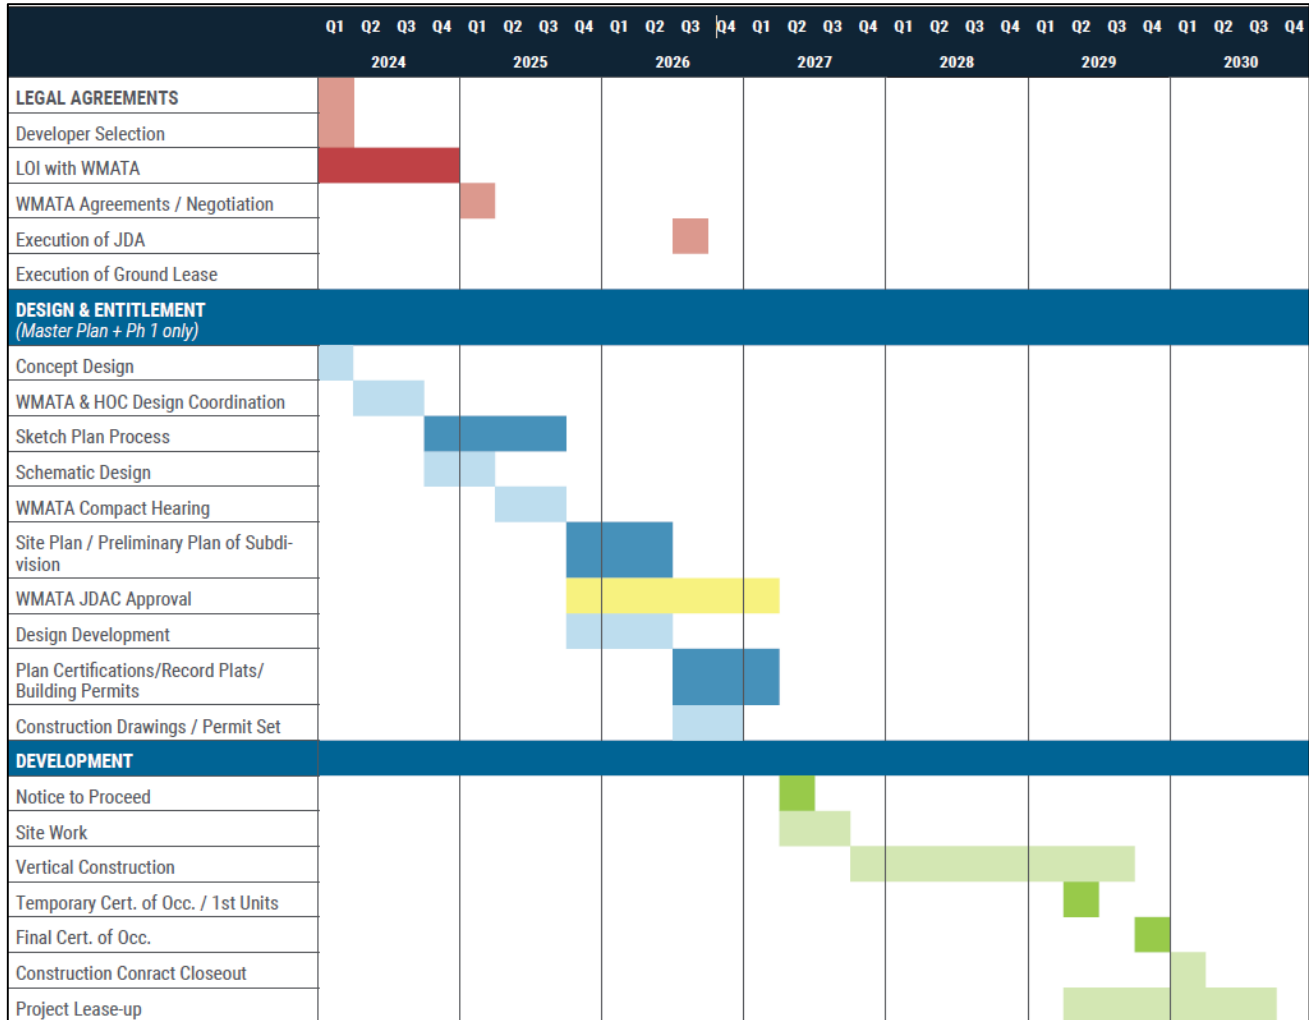 Q1 Q2 Q3 Q4 Q1 Q2 Q3 Q4 Q1 Q2 Q3 Q4 Q1 Q2 Q3 Q4 Q1 Q2 Q3 Q4 Q1 Q2 Q3 Q4 Q1 Q2 Q3 Q4
2024 2025 2026 2027 2028 2029 2030
LEGAL AGREEMENTS
Developer Selection
LOI with WMATA
WMATA Agreements / Negotiation
Execution of JDA
Execution of Ground Lease
DESIGN & ENTITLEMENT
(Master Plan + Ph 1 only)
Concept Design
WMATA & HOC Design Coordination
Sketch Plan Process
Schematic Design
WMATA Compact Hearing
Site Plan / Preliminary Plan of Subdi-
vision
WMATA JDAC Approval
Design Development
Plan Certifications/Record Plats/
Building Permits
Construction Drawings / Permit Set
DEVELOPMENT
Notice to Proceed
Site Work
Vertical Construction
Temporary Cert. of Occ. / 1st Units
Final Cert. of Occ.
Construction Conract Closeout
Project Lease-up